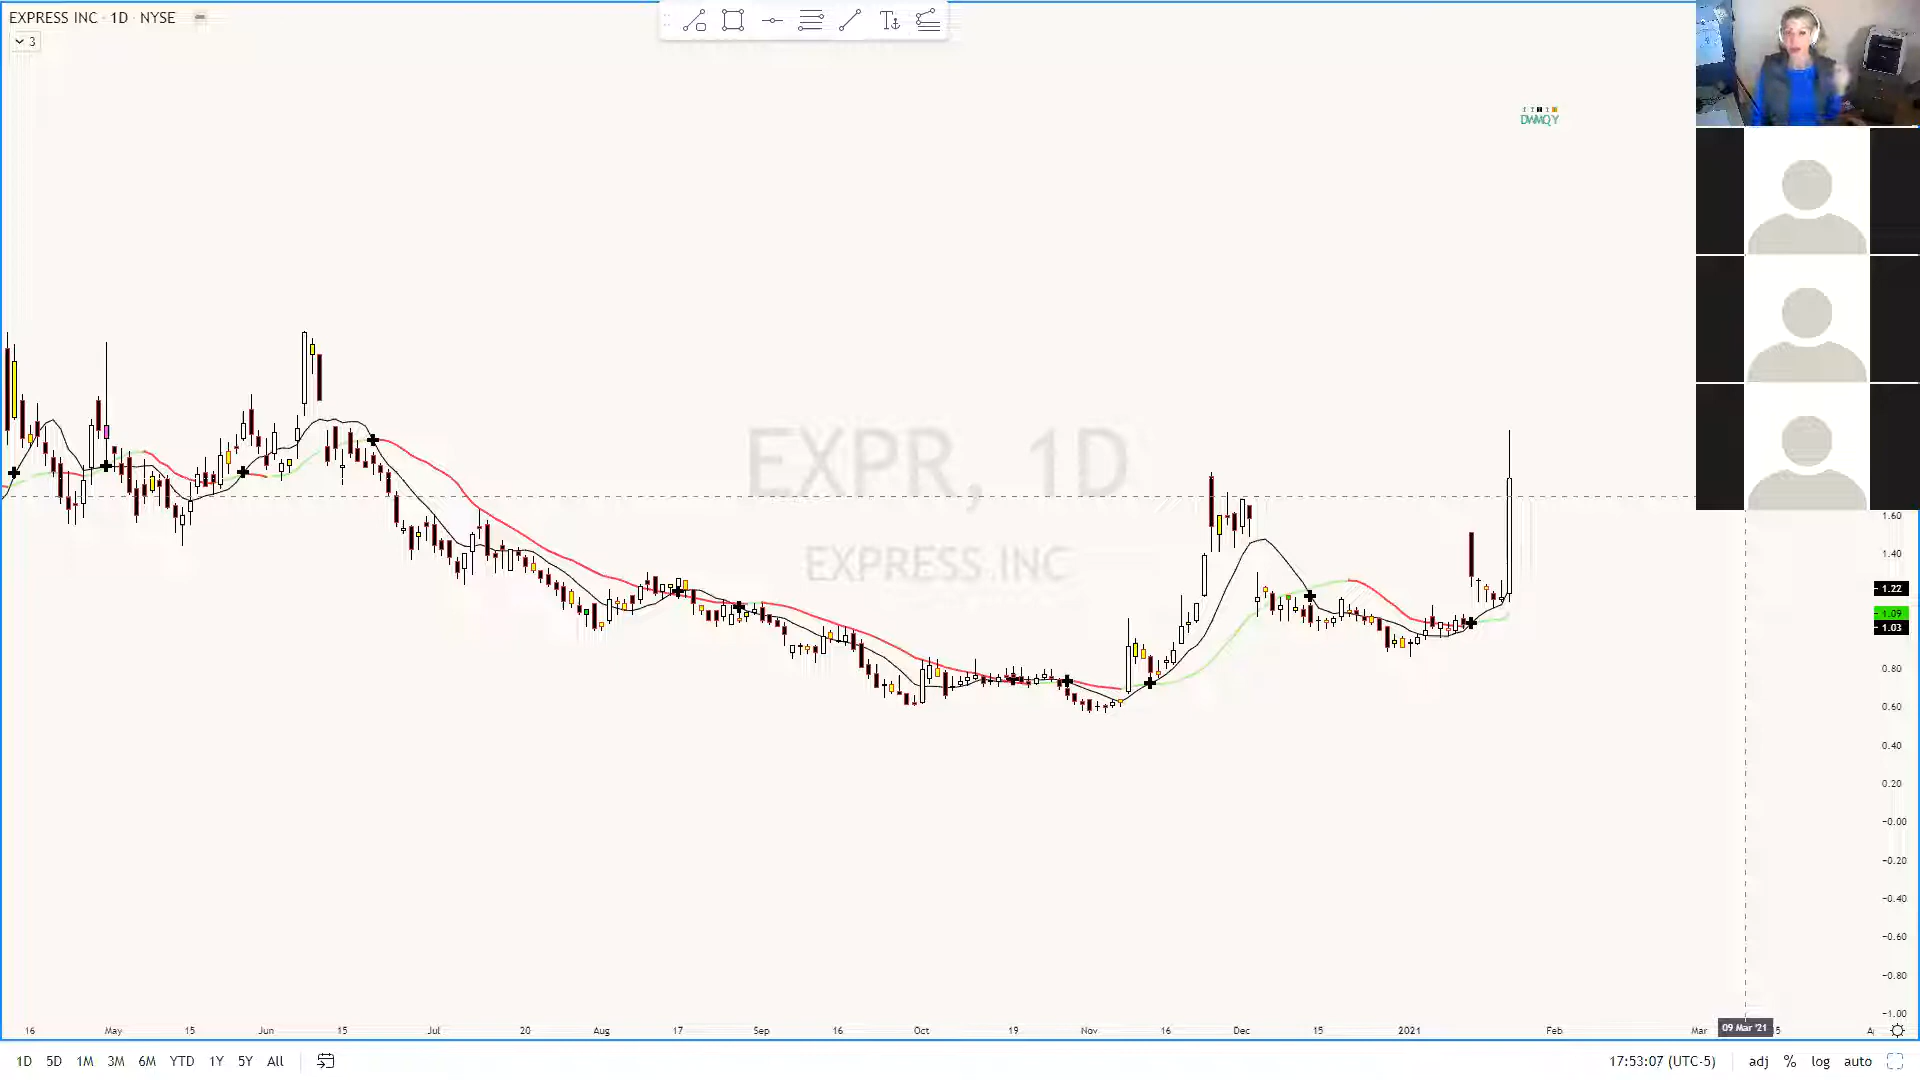 EXPRESS INC · 1D · NYSE
3
DWMQY
EXPR, 1D
EXPRESS INC
1.60
1.40
1.22
1.09
1.03
0.80
0.60
0.40
0.20
−0.00
−0.20
−0.40
−0.60
−0.80
−1.00
16 May 15 Jun 15 Jul 20 Aug 17 Sep 16 Oct 19 Nov 16 Dec 15 2021 Feb Mar 09 Mar '21
1D 5D 1M 3M 6M YTD 1Y 5Y All 17:53:07 (UTC-5) adj % log auto